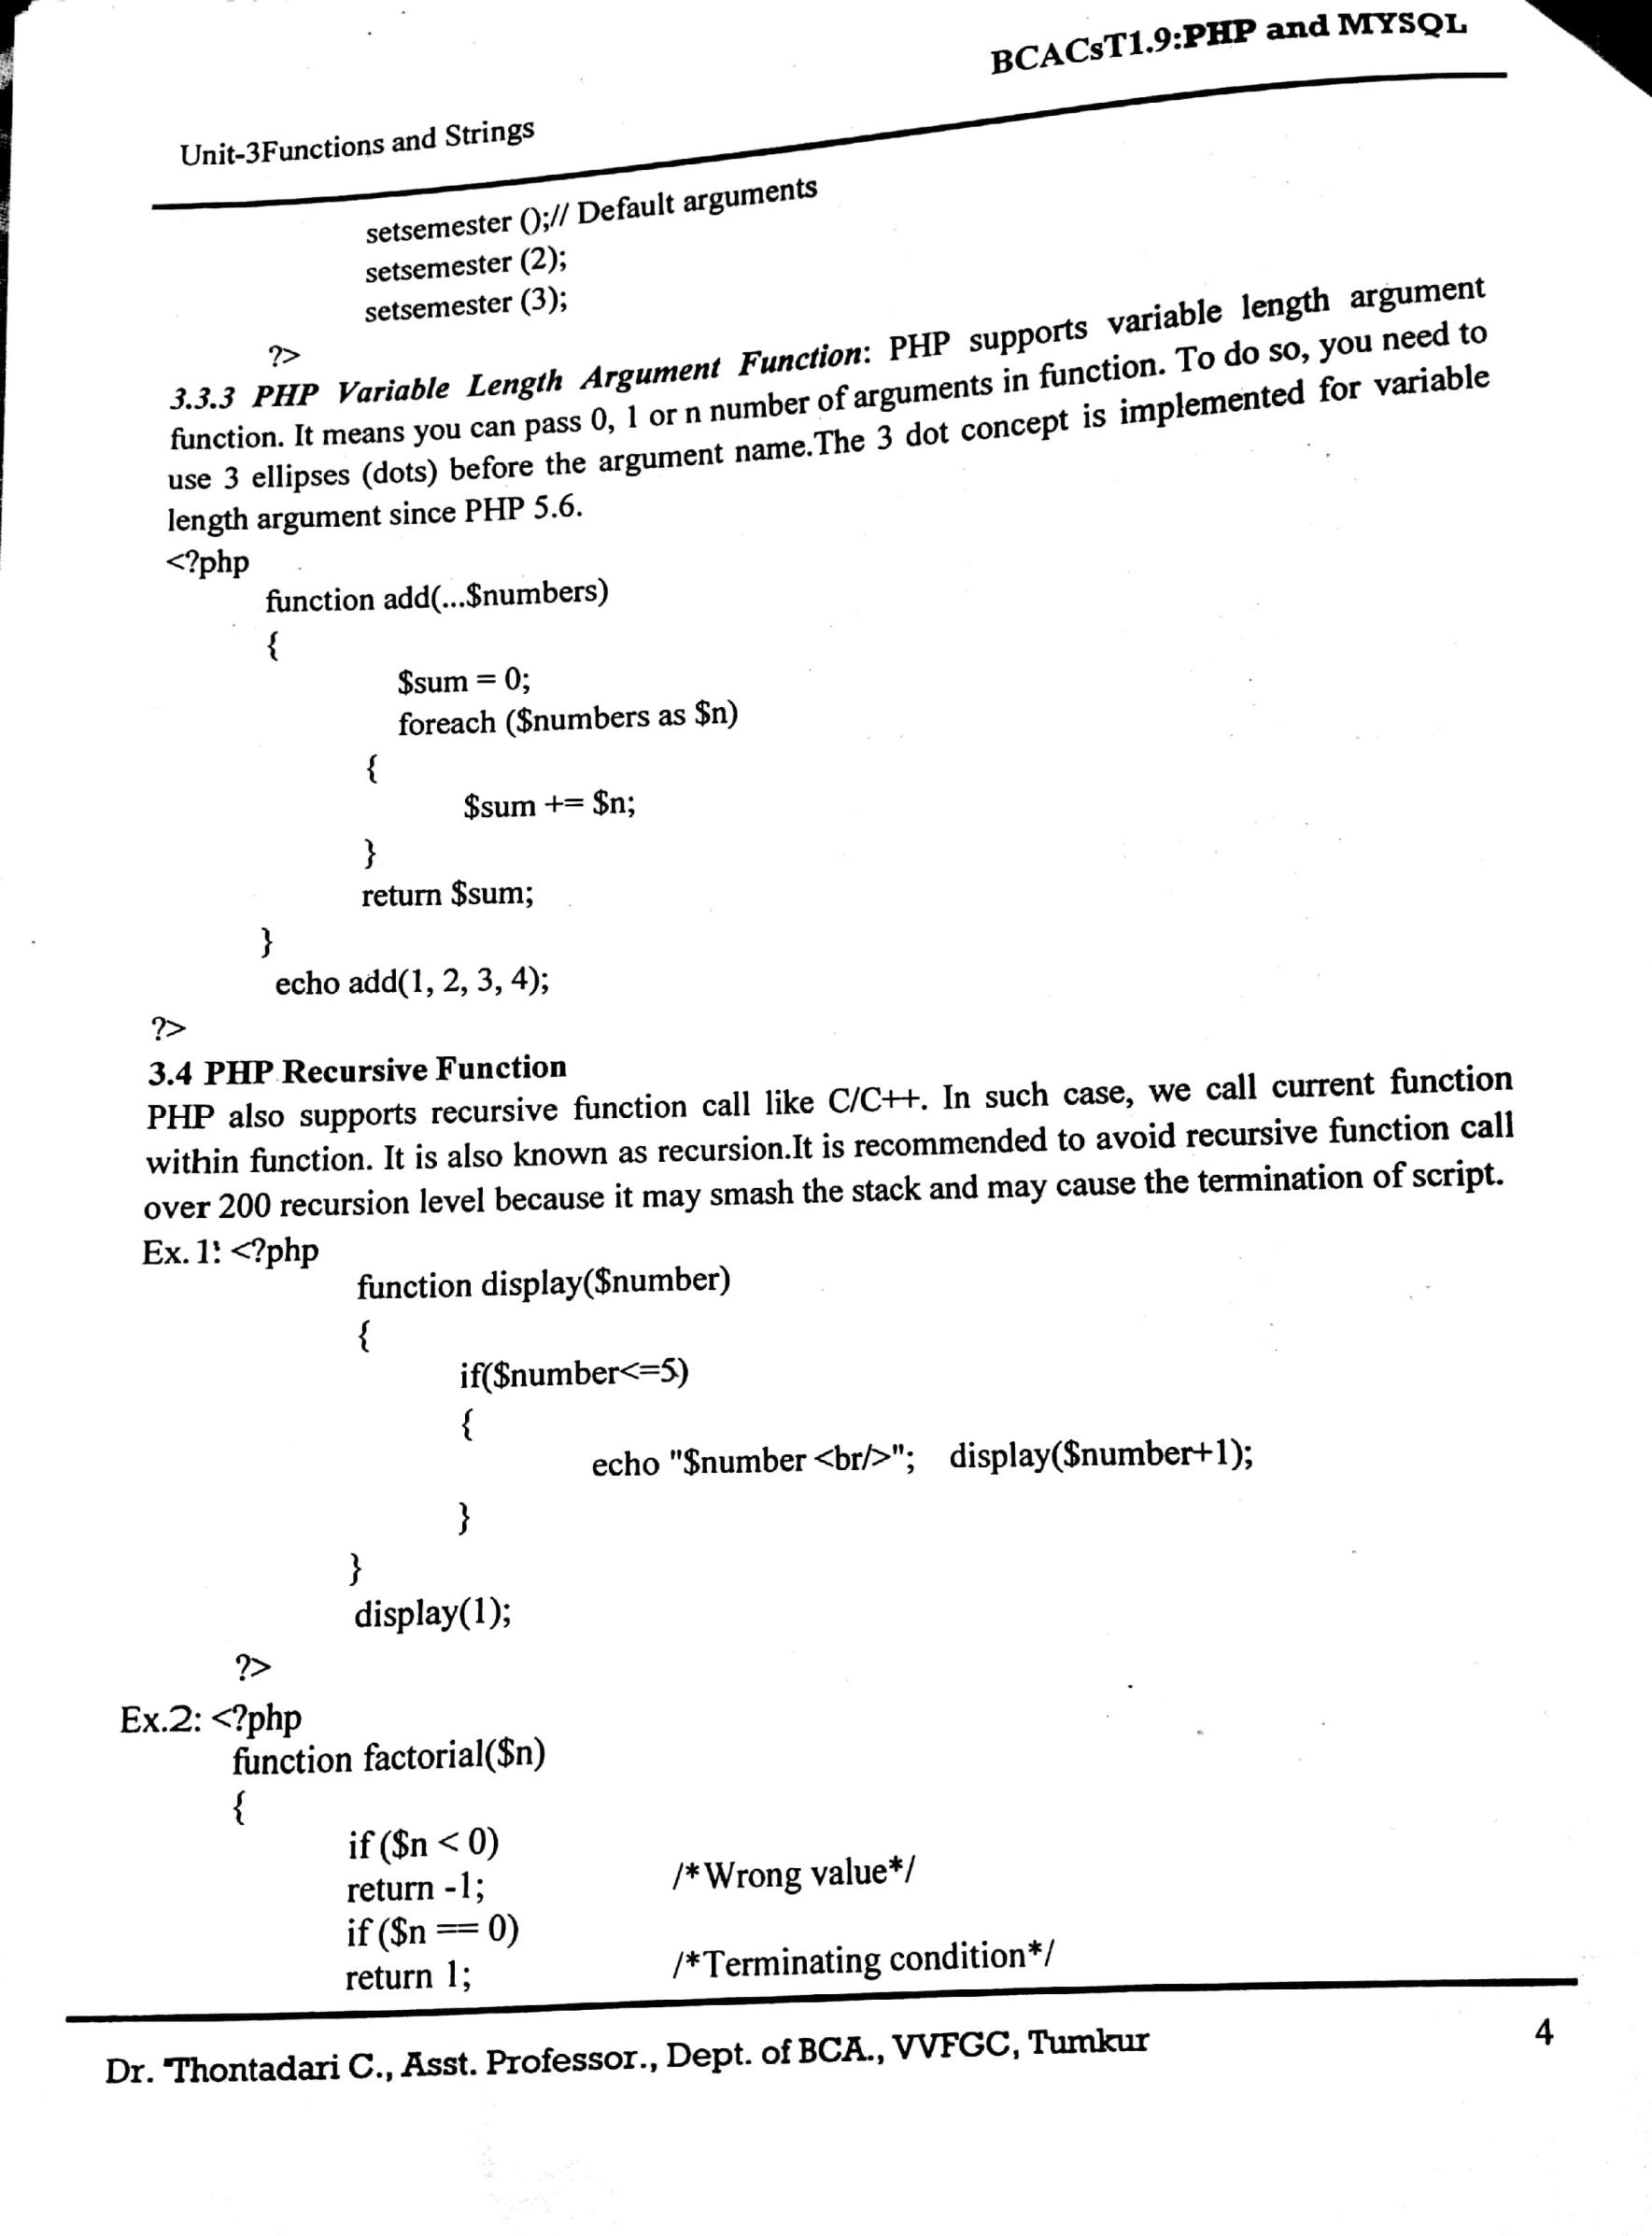 BCACsT1.9:PHP and MYSQL
Unit-3Functions and Strings
setsemester ();// Default arguments
setsemester (2);
setsemester (3);
?>
3.3.3 PHP Variable Length Argument Function: PHP supports variable length argument
function. It means you can pass 0, 1 or n number of arguments in function. To do so, you need to
use 3 ellipses (dots) before the argument name.The 3 dot concept is implemented for variable
length argument since PHP 5.6.
<?php
function add(...$numbers)
{
$sum = 0;
foreach ($numbers as $n)
{
$sum += $n;
}
return $sum;
}
echo add(1, 2, 3, 4);
?>
3.4 PHP Recursive Function
PHP also supports recursive function call like C/C++. In such case, we call current function
within function. It is also known as recursion.It is recommended to avoid recursive function call
over 200 recursion level because it may smash the stack and may cause the termination of script.
Ex. 1: <?php
function display($number)
{
if($number<=5)
{
echo "$number <br/>"; display($number+1);
}
}
display(1);
?>
Ex.2: <?php
function factorial($n)
{
if ($n < 0)
return -1; /*Wrong value*/
if ($n == 0)
return 1; /*Terminating condition*/
Dr. Thontadari C., Asst. Professor., Dept. of BCA., VVFGC, Tumkur 4